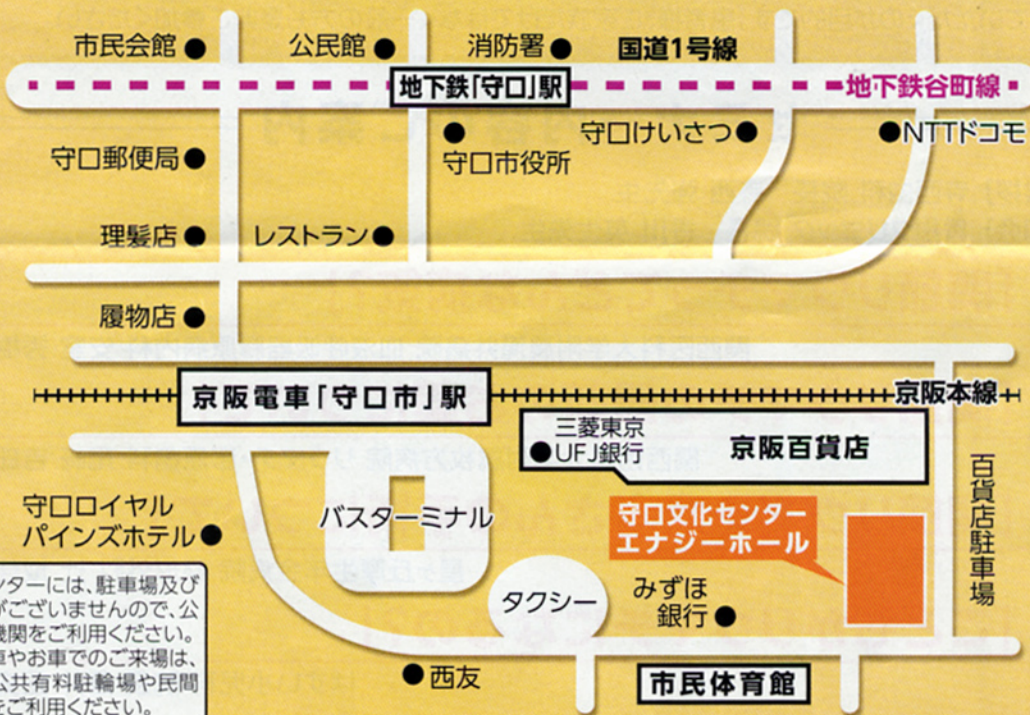 市民会館
公民館
消防署
国道1号線
地下鉄「守口」駅
地下鉄谷町線
守口郵便局
守口市役所
守口けいさつ
NTTドコモ
理髪店
レストラン
履物店
京阪電車「守口市」駅
京阪本線
三菱東京
UFJ銀行
京阪百貨店
百貨店駐車場
守口ロイヤル
パインズホテル
バスターミナル
守口文化センター
エナジーホール
タクシー
みずほ
銀行
西友
市民体育館
ンターには、駐車場及び
がございませんので、公
機関をご利用ください。
車やお車でのご来場は、
公共有料駐輪場や民間
をご利用ください。